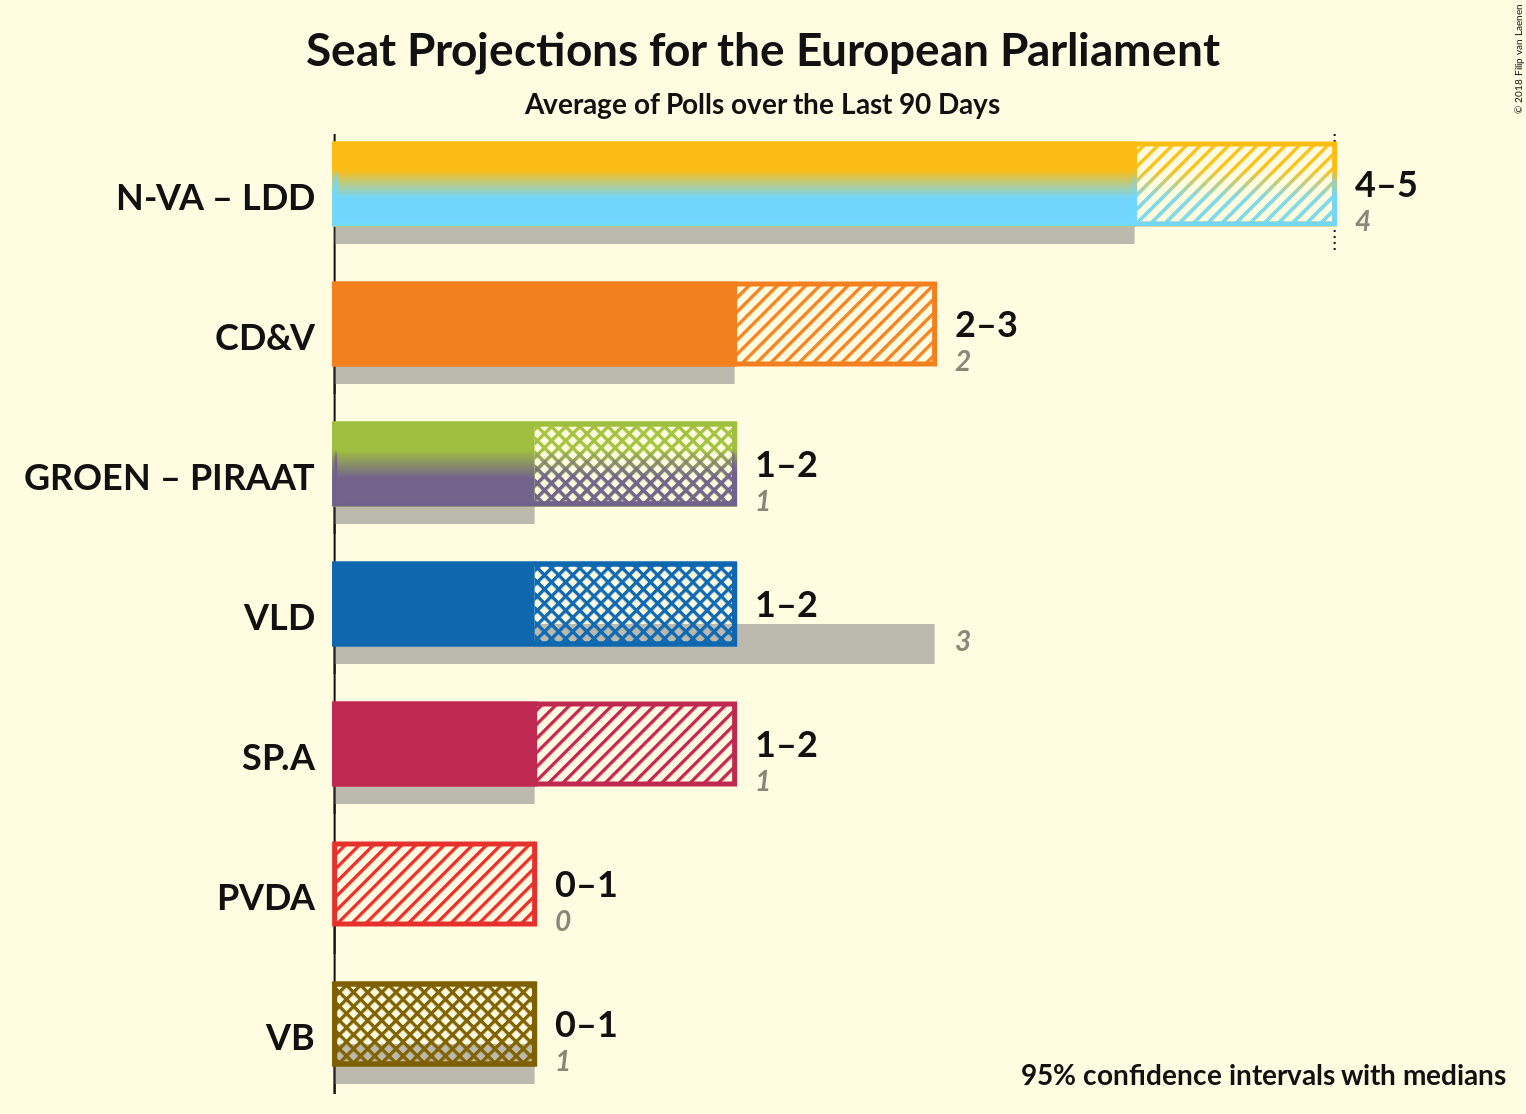 Seat Projections for the European Parliament
Average of Polls over the Last 90 Days
© 2018 Filip van Laenen
N-VA – LDD
4–5
4
CD&V
2–3
2
GROEN – PIRAAT
1–2
1
VLD
1–2
3
SP.A
1–2
1
PVDA
0–1
0
VB
0–1
1
95% confidence intervals with medians